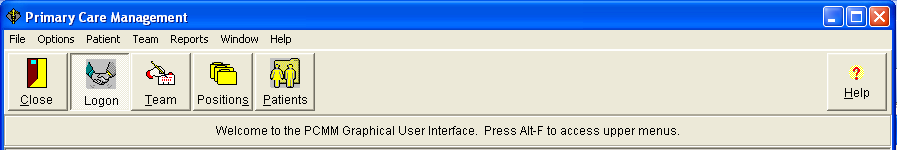 Primary Care Management
File Options Patient Team Reports Window Help
Close Logon Team Positions Patients Help
Welcome to the PCMM Graphical User Interface. Press Alt-F to access upper menus.